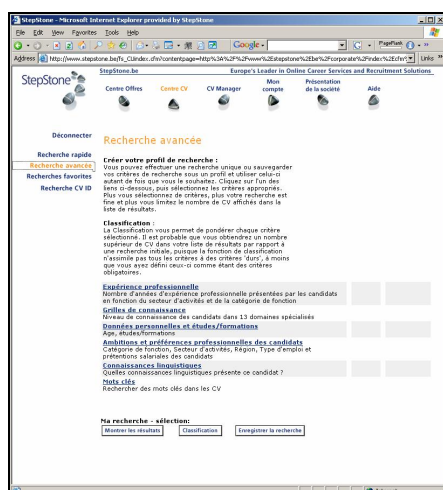 StepStone - Microsoft Internet Explorer provided by StepStone
File Edit View Favorites Tools Help
Google
PageRank
Links
StepStone.be Europe's Leader in Online Career Services and Recruitment Solutions
StepStone
Centre Offres Centre CV CV Manager Mon compte Présentation de la société Aide
Déconnecter
Recherche rapide
Recherche avancée
Recherches favorites
Recherche CV ID
Recherche avancée
Créer votre profil de recherche :
Vous pouvez effectuer une recherche unique ou sauvegarder
vos critères de recherche sous un profil et utiliser celui-ci
autant de fois que vous le souhaitez. Cliquez sur l'un des
liens ci-dessous, puis sélectionnez les critères appropriés.
Plus vous sélectionnez de critères, plus votre recherche est
fine et plus vous limitez le nombre de CV affichés dans la
liste de résultats.
Classification :
La Classification vous permet de pondérer chaque critère
sélectionné. Il est probable que vous obtiendrez un nombre
supérieur de CV dans votre liste de résultats par rapport à
une recherche initiale, puisque la fonction de classification
n'assimile pas tous les critères à des critères 'durs', à moins
que vous ayez défini ceux-ci comme étant des critères
obligatoires.
Expérience professionnelle
Nombre d'années d'expérience professionnelle présentées par les candidats
en fonction du secteur d'activités et de la catégorie de fonction
Grilles de connaissance
Niveau de connaissance des candidats dans 13 domaines spécialisés
Données personnelles et études/formations
Age, études/formations
Ambitions et préférences professionnelles des candidats
Catégorie de fonction, Secteur d'activités, Région, Type d'emploi et
prétentions salariales des candidats
Connaissances linguistiques
Quelles connaissances linguistiques présente ce candidat ?
Mots clés
Rechercher des mots clés dans les CV
Ma recherche - sélection:
Montrer les résultats Classification Enregistrer la recherche